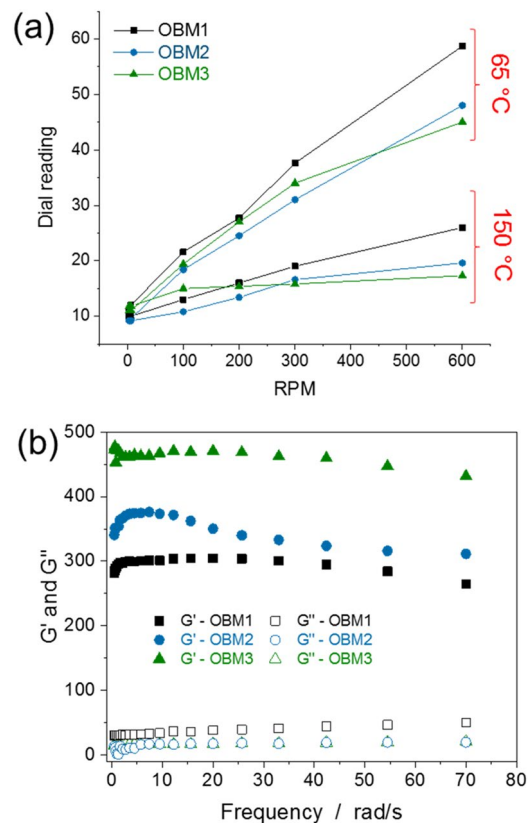 (a)
OBM1
OBM2
OBM3
60
50
40
30
20
10
Dial reading
65 °C
150 °C
0 100 200 300 400 500 600
RPM
(b)
500
400
300
200
100
0
G' and G"
G' - OBM1 G" - OBM1
G' - OBM2 G" - OBM2
G' - OBM3 G" - OBM3
0 10 20 30 40 50 60 70 80
Frequency / rad/s